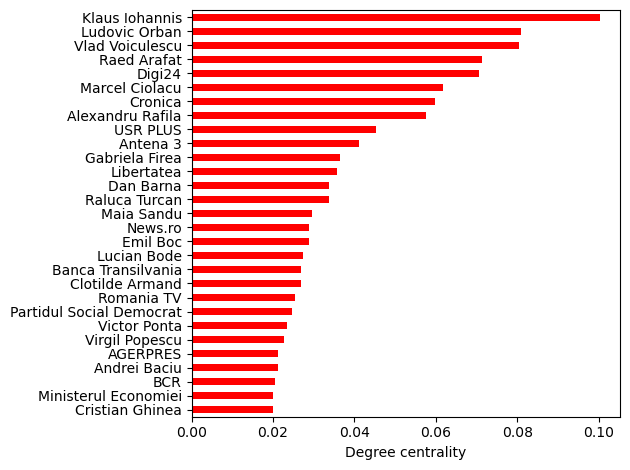 Klaus Iohannis
Ludovic Orban
Vlad Voiculescu
Raed Arafat
Digi24
Marcel Ciolacu
Cronica
Alexandru Rafila
USR PLUS
Antena 3
Gabriela Firea
Libertatea
Dan Barna
Raluca Turcan
Maia Sandu
News.ro
Emil Boc
Lucian Bode
Banca Transilvania
Clotilde Armand
Romania TV
Partidul Social Democrat
Victor Ponta
Virgil Popescu
AGERPRES
Andrei Baciu
BCR
Ministerul Economiei
Cristian Ghinea
0.00 0.02 0.04 0.06 0.08 0.10
Degree centrality